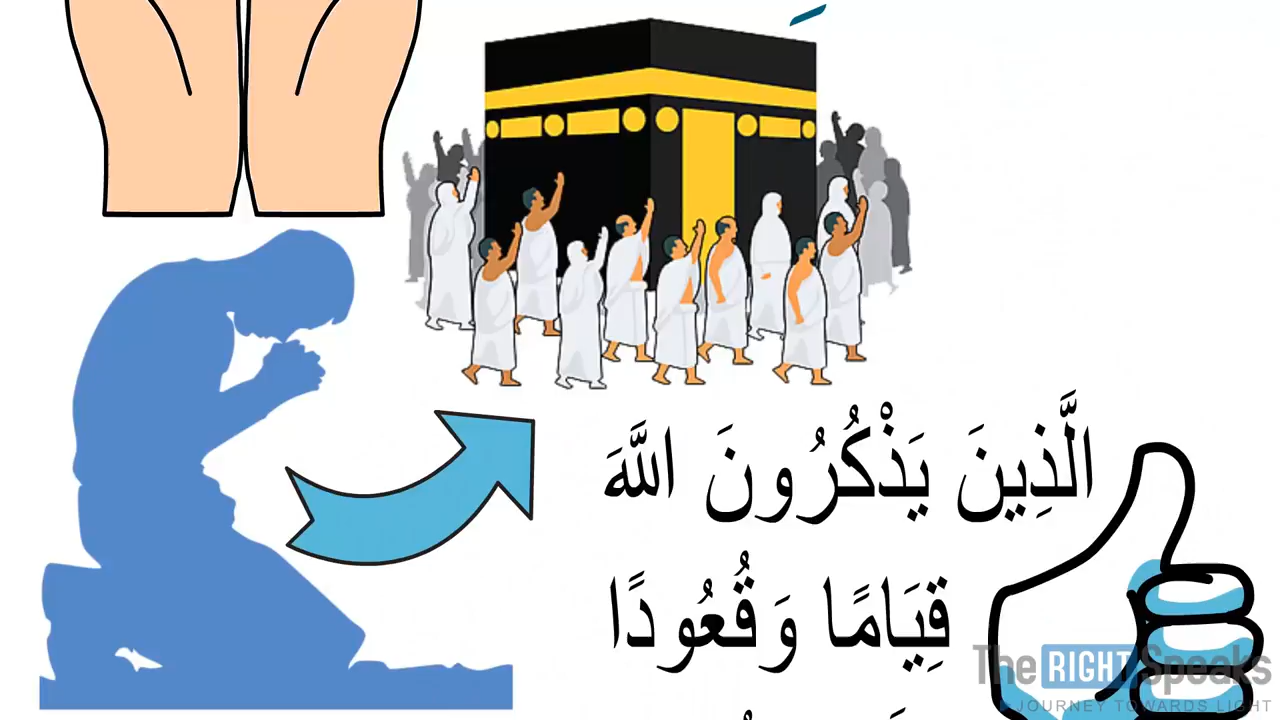 الَّذِينَ يَذْكُرُونَ اللَّهَ
قِيَامًا وَقُعُودًا
The RIGHT Speaks
JOURNEY TOWARDS LIGHT